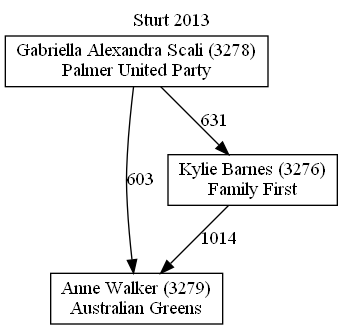 Sturt 2013
Gabriella Alexandra Scali (3278)
Palmer United Party
631
603
Kylie Barnes (3276)
Family First
1014
Anne Walker (3279)
Australian Greens